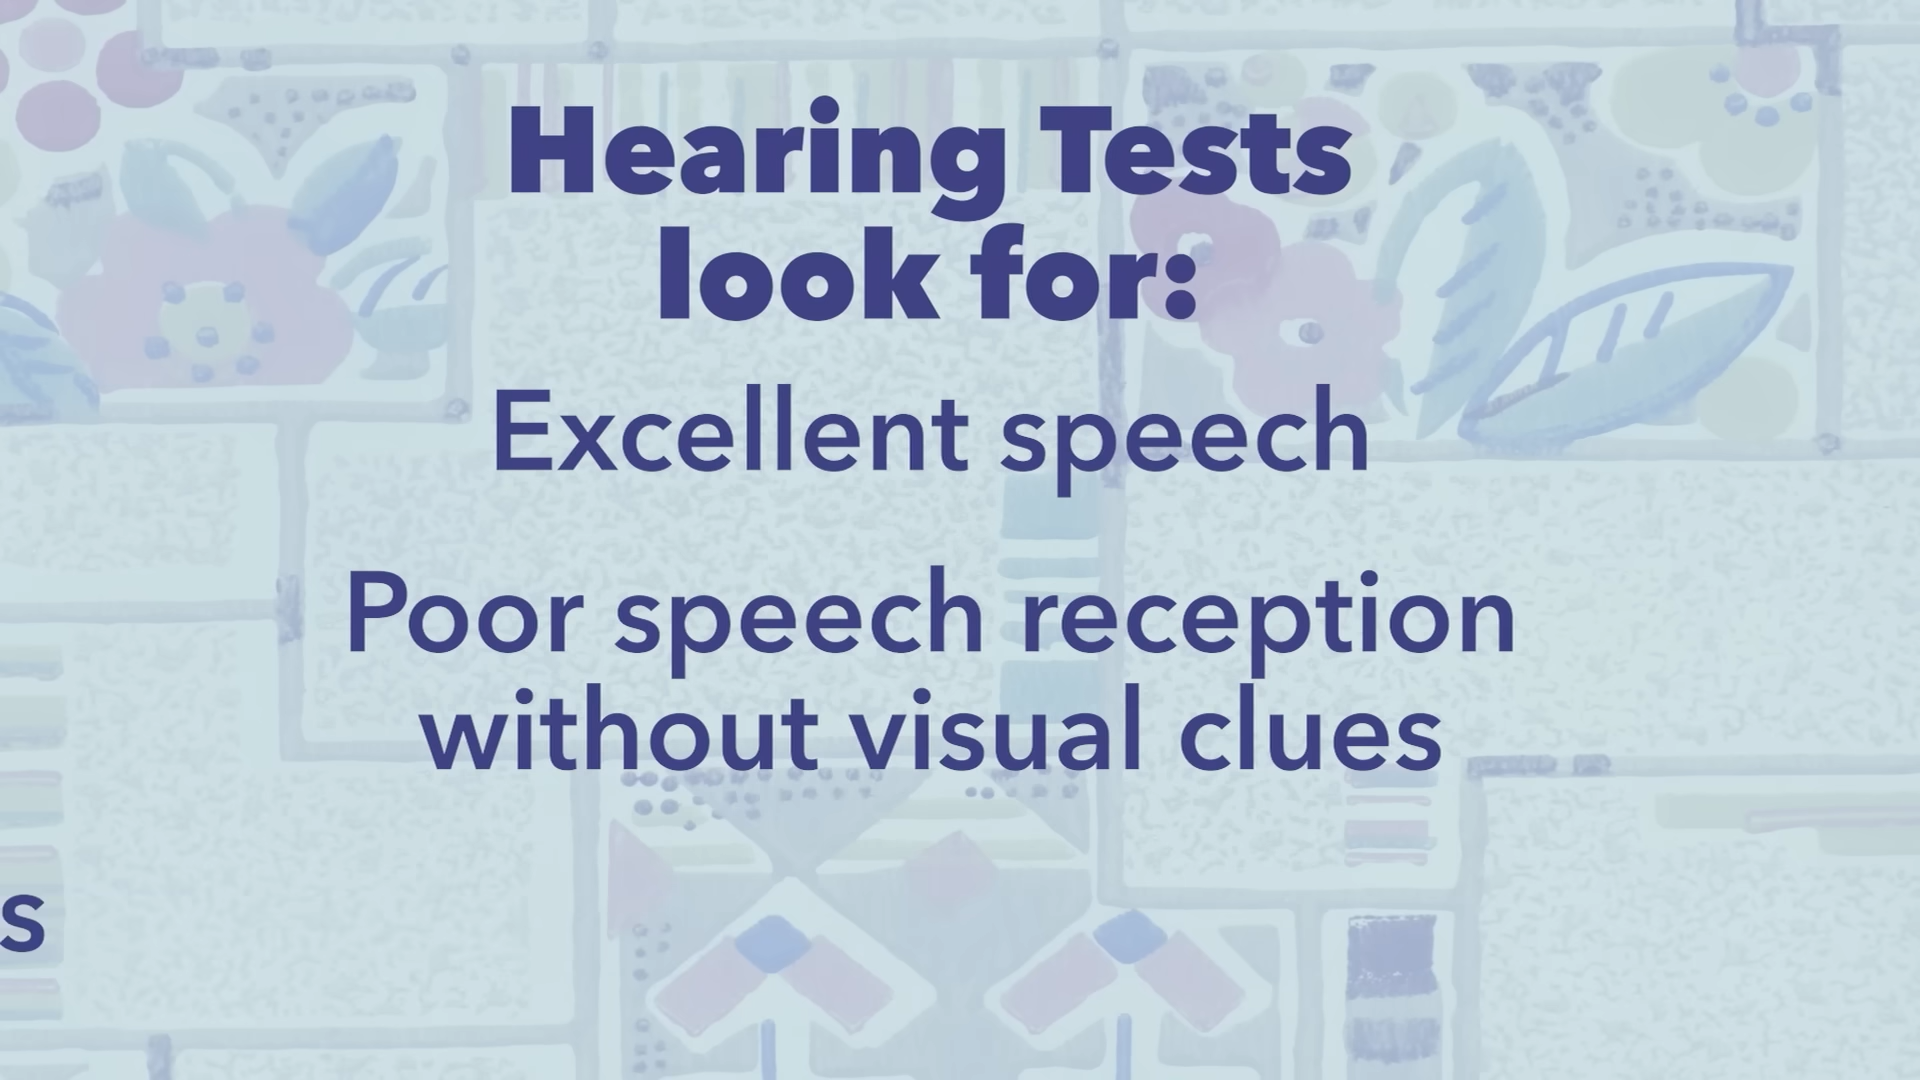 Hearing Tests
look for:
Excellent speech
Poor speech reception
without visual clues
s